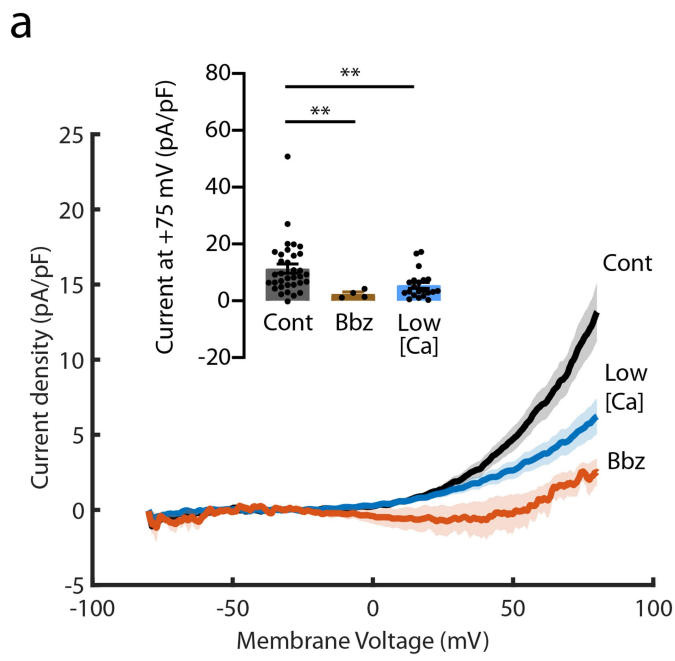 a
Current at +75 mV (pA/pF)
80
60
40
20
0
-20
**
**
Cont
Bbz
Low
[Ca]
Current density (pA/pF)
25
20
15
10
5
0
-5
Cont
Low
[Ca]
Bbz
-100
-50
0
50
100
Membrane Voltage (mV)